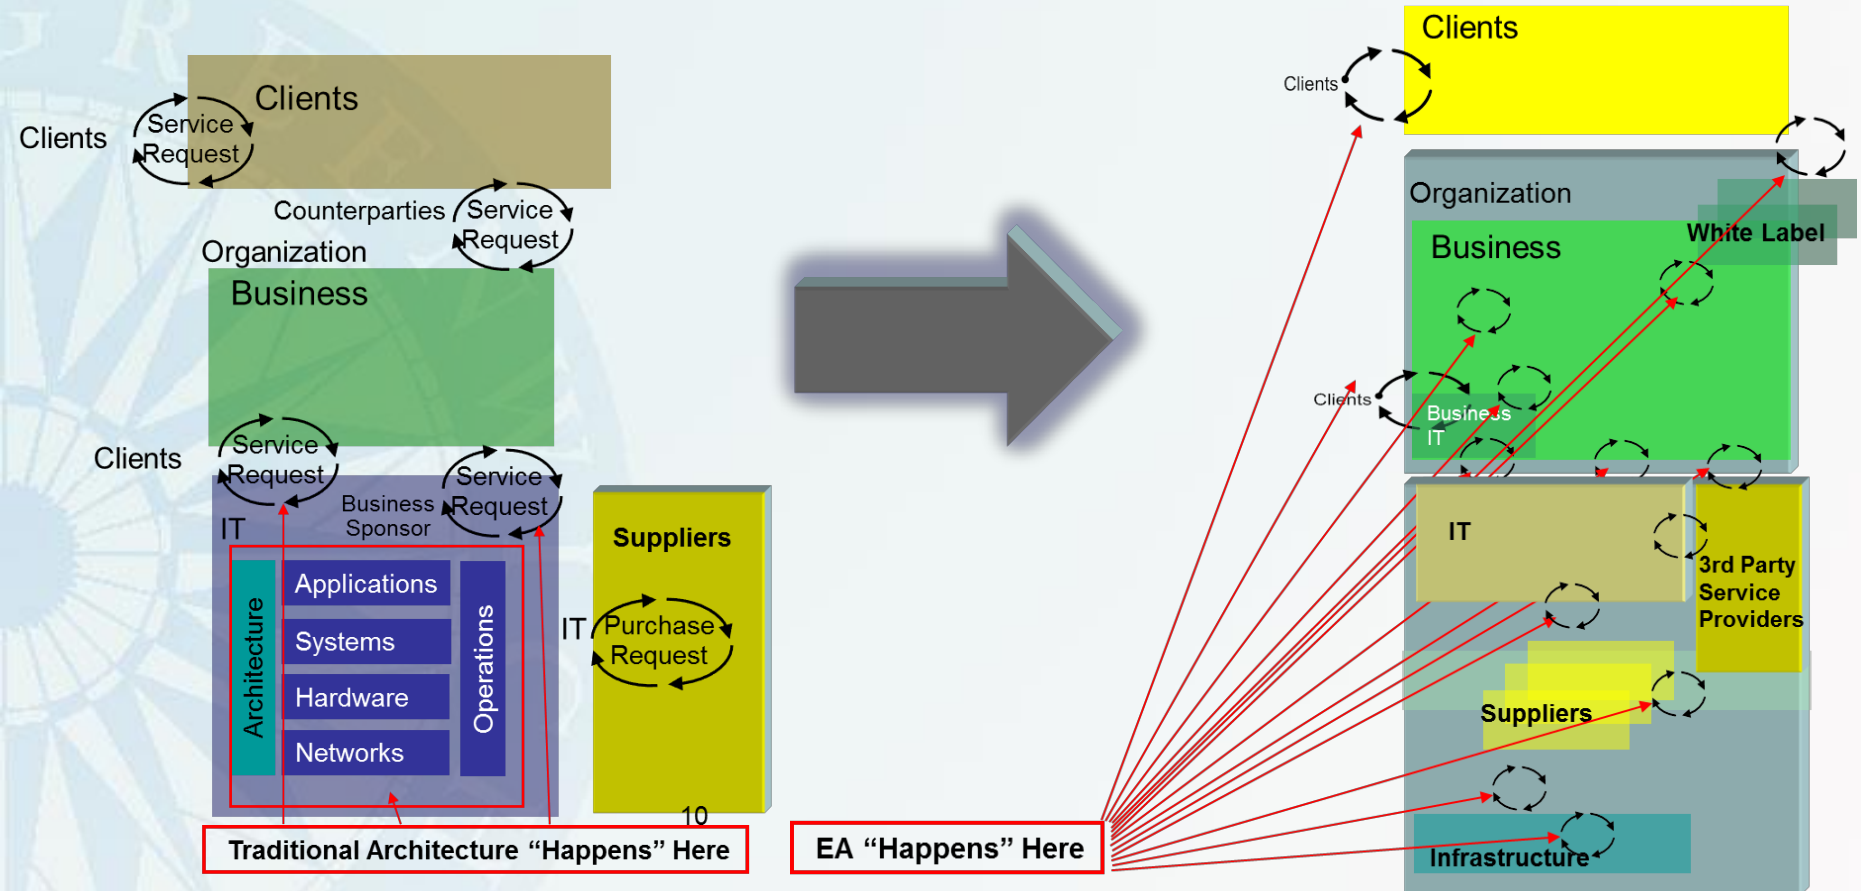 Clients
Clients
Service
Request
Counterparties
Service
Request
Organization
Business
Clients
Service
Request
Business
Sponsor
Service
Request
IT
Architecture
Applications
Systems
Hardware
Networks
Operations
Suppliers
IT
Purchase
Request
10
Traditional Architecture “Happens” Here
EA “Happens” Here
Clients
Clients
Organization
White Label
Business
Clients
Business
IT
IT
3rd Party
Service
Providers
Suppliers
Infrastructure